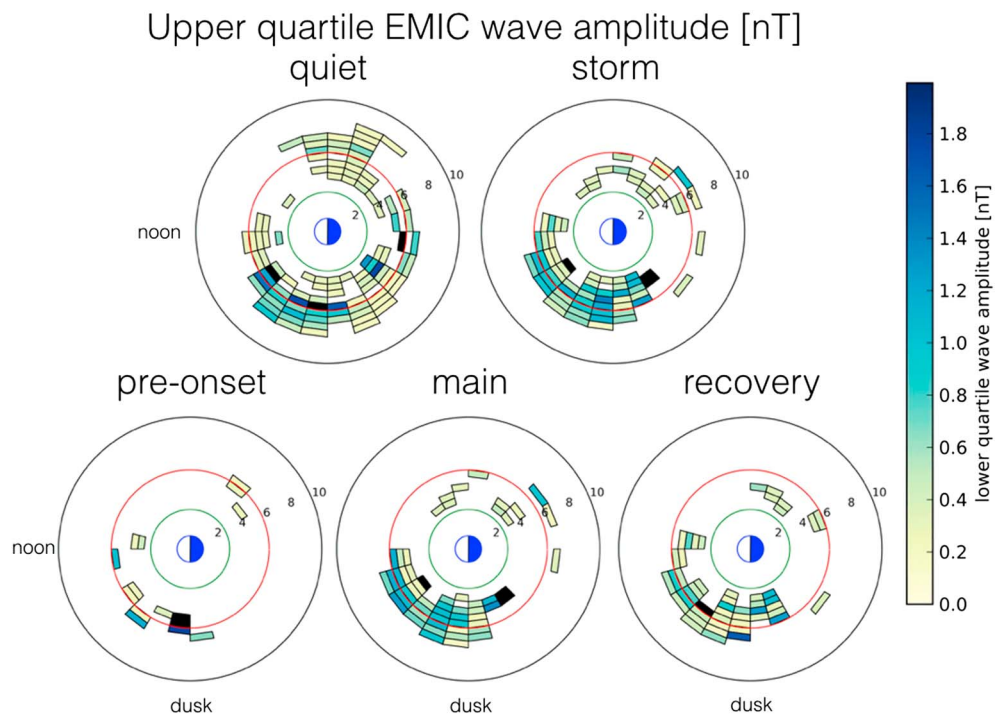 Upper quartile EMIC wave amplitude [nT]
quiet
storm
noon
2
4
6
8
10
2
4
6
8
10
pre-onset
main
recovery
noon
2
4
6
8
10
2
4
6
8
10
2
4
6
8
10
dusk
dusk
dusk
1.8
1.6
1.4
1.2
1.0
0.8
0.6
0.4
0.2
0.0
lower quartile wave amplitude [nT]